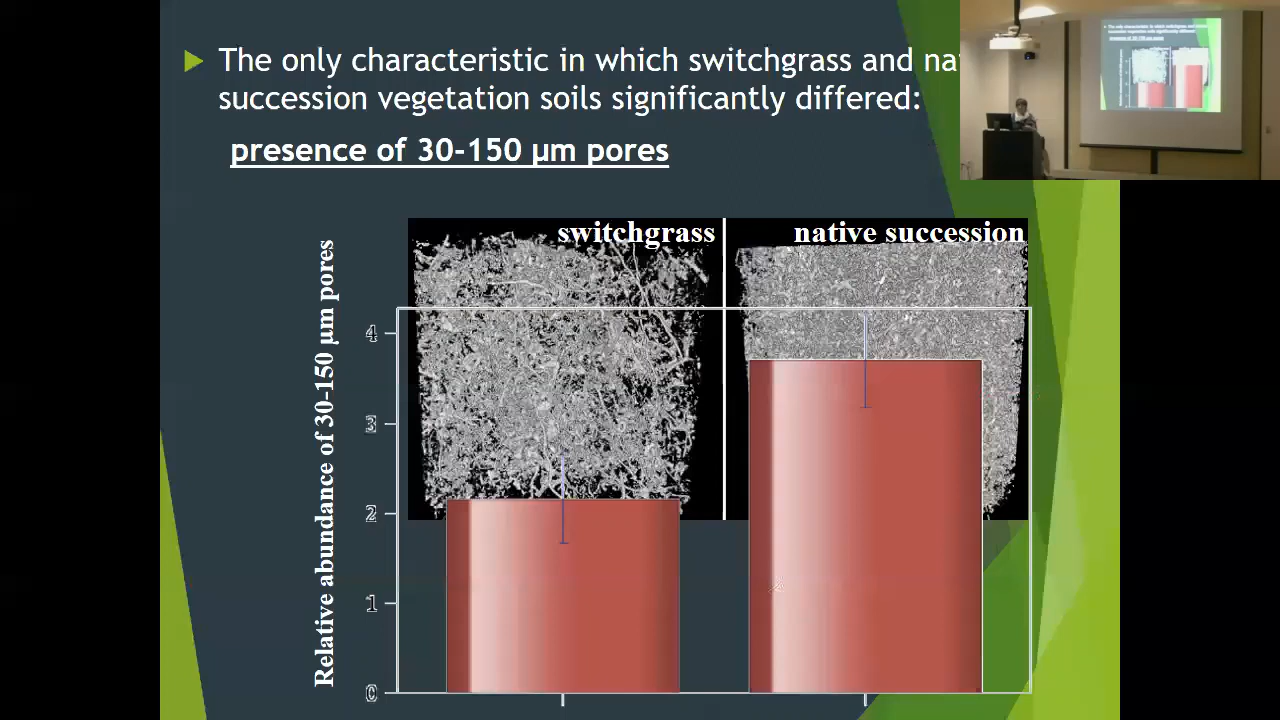 The only characteristic in which switchgrass and na
succession vegetation soils significantly differed:
presence of 30-150 µm pores
switchgrass
native succession
Relative abundance of 30-150 µm pores
4
3
2
1
0